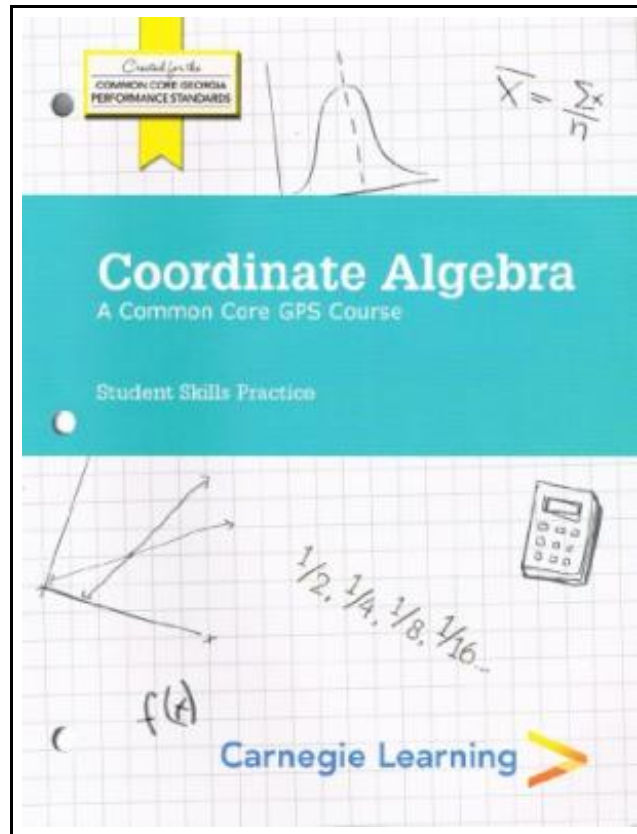 Created for the
COMMON CORE GEORGIA
PERFORMANCE STANDARDS
X = Σx
n
Coordinate Algebra
A Common Core GPS Course
Student Skills Practice
1/2, 1/4, 1/8, 1/16...
x
f(x)
Carnegie Learning